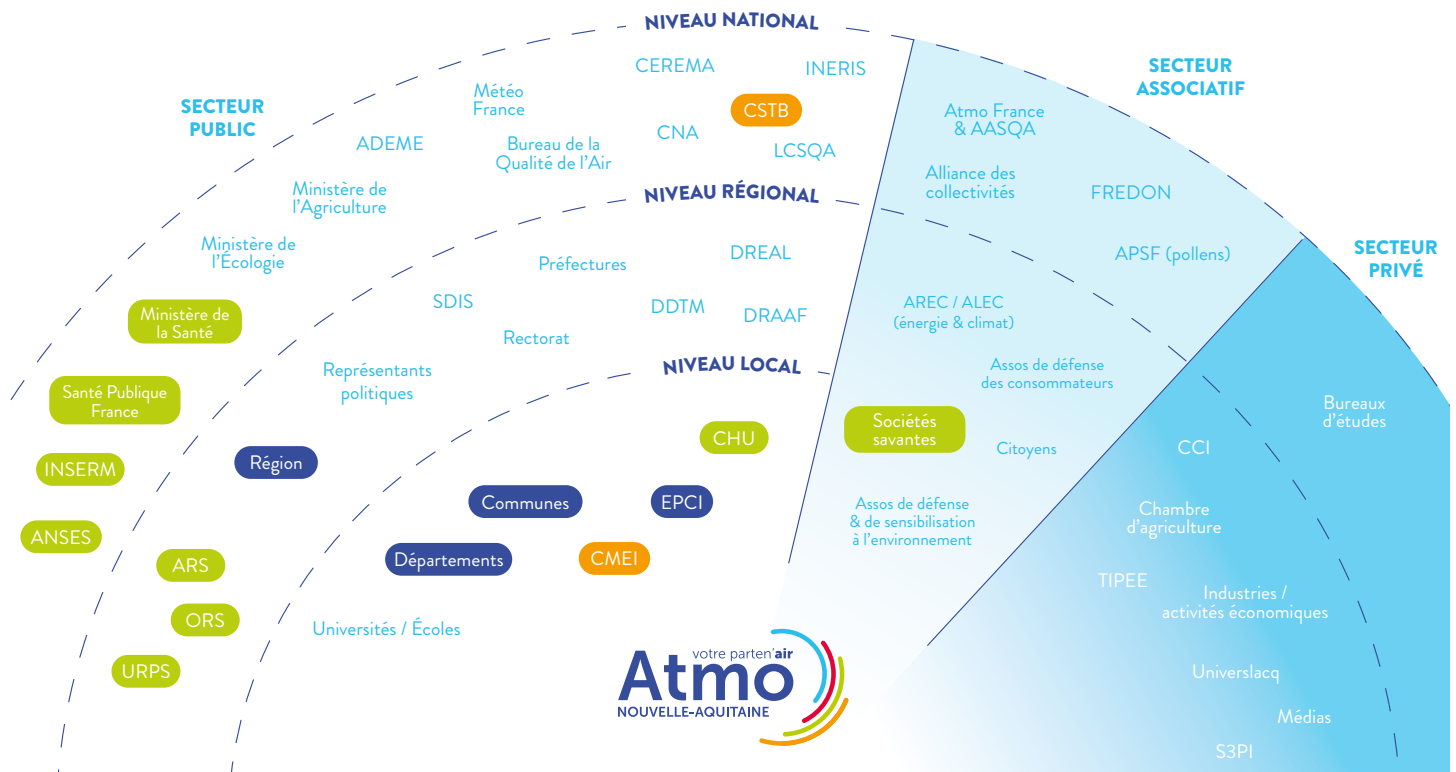 NIVEAU NATIONAL
SECTEUR
PUBLIC
CEREMA
INERIS
Météo
France
CSTB
ADEME
Bureau de la
Qualité de l'Air
CNA
LCSQA
Ministère de
l'Agriculture
Ministère de
l'Écologie
Ministère de
la Santé
Santé Publique
France
INSERM
ANSES
NIVEAU RÉGIONAL
DREAL
Préfectures
SDIS
DDTM
DRAAF
Rectorat
Représentants
politiques
Région
ARS
ORS
URPS
NIVEAU LOCAL
CHU
Communes
EPCI
Départements
CMEI
Universités / Écoles
SECTEUR
ASSOCIATIF
Atmo France
& AASQA
Alliance des
collectivités
FREDON
APSF (pollens)
AREC / ALEC
(énergie & climat)
Assos de défense
des consommateurs
Sociétés
savantes
Citoyens
Assos de défense
& de sensibilisation
à l'environnement
SECTEUR
PRIVÉ
Bureaux
d'études
CCI
Chambre
d'agriculture
TIPEE
Industries /
activités économiques
Universlacq
Médias
S3PI
votre parten'air
Atmo
NOUVELLE-AQUITAINE